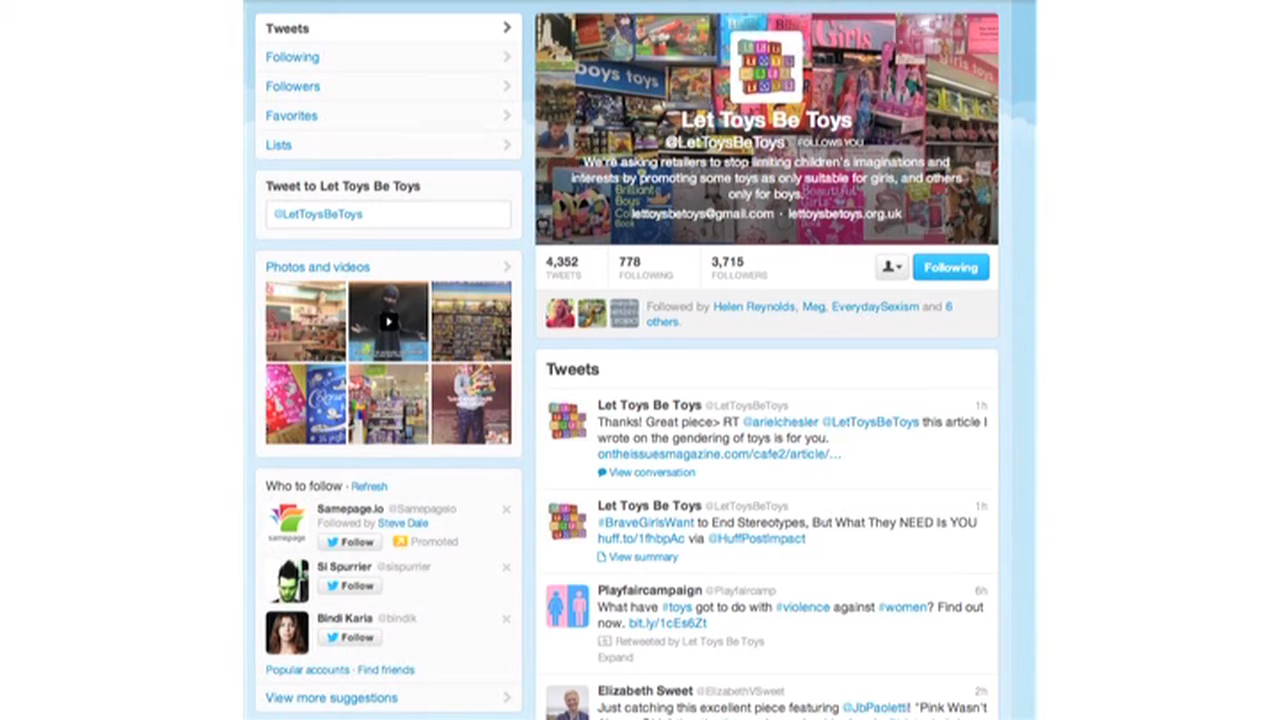 Tweets
Following
Followers
Favorites
Lists
Tweet to Let Toys Be Toys
@LetToysBeToys
Photos and videos
Who to follow · Refresh
Samepage.io @Samepageio
Followed by Steve Dale
samepage
Follow Promoted
Si Spurrier @sispurrier
Follow
Bindi Karia @bindik
Follow
Popular accounts · Find friends
View more suggestions
boys toys
Girls
girls toys
Let Toys Be Toys
@LetToysBeToys FOLLOWS YOU
We're asking retailers to stop limiting children's imaginations and
interests by promoting some toys as only suitable for girls, and others
only for boys.
Brilliant
Boys
Book
Beautiful
Girls'
lettoysbetoys@gmail.com · lettoysbetoys.org.uk
4,352
TWEETS
778
FOLLOWING
3,715
FOLLOWERS
Following
Followed by Helen Reynolds, Meg, EverydaySexism and 6
others.
Tweets
Let Toys Be Toys @LetToysBeToys 1h
Thanks! Great piece> RT @arielchesler @LetToysBeToys this article I
wrote on the gendering of toys is for you.
ontheissuesmagazine.com/cafe2/article/…
View conversation
Let Toys Be Toys @LetToysBeToys 1h
#BraveGirlsWant to End Stereotypes, But What They NEED Is YOU
huff.to/1fhbpAc via @HuffPostImpact
View summary
Playfaircampaign @Playfaircamp 6h
What have #toys got to do with #violence against #women? Find out
now. bit.ly/1cEs6Zt
Retweeted by Let Toys Be Toys
Expand
Elizabeth Sweet @ElizabethVSweet 2h
Just catching this excellent piece featuring @JbPaoletti! "Pink Wasn't